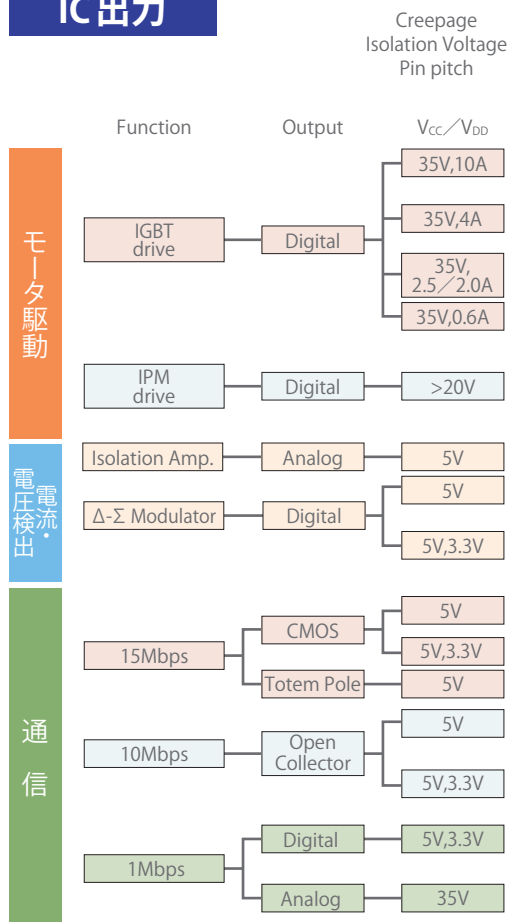 IC出力
Creepage
Isolation Voltage
Pin pitch
Function
Output
VCC／VDD
モータ駆動
IGBT
drive
Digital
35V,10A
35V,4A
35V,
2.5／2.0A
35V,0.6A
IPM
drive
Digital
>20V
電流・
電圧検出
Isolation Amp.
Analog
5V
Δ-Σ Modulator
Digital
5V
5V,3.3V
通信
15Mbps
CMOS
5V
5V,3.3V
Totem Pole
5V
10Mbps
Open
Collector
5V
5V,3.3V
1Mbps
Digital
5V,3.3V
Analog
35V